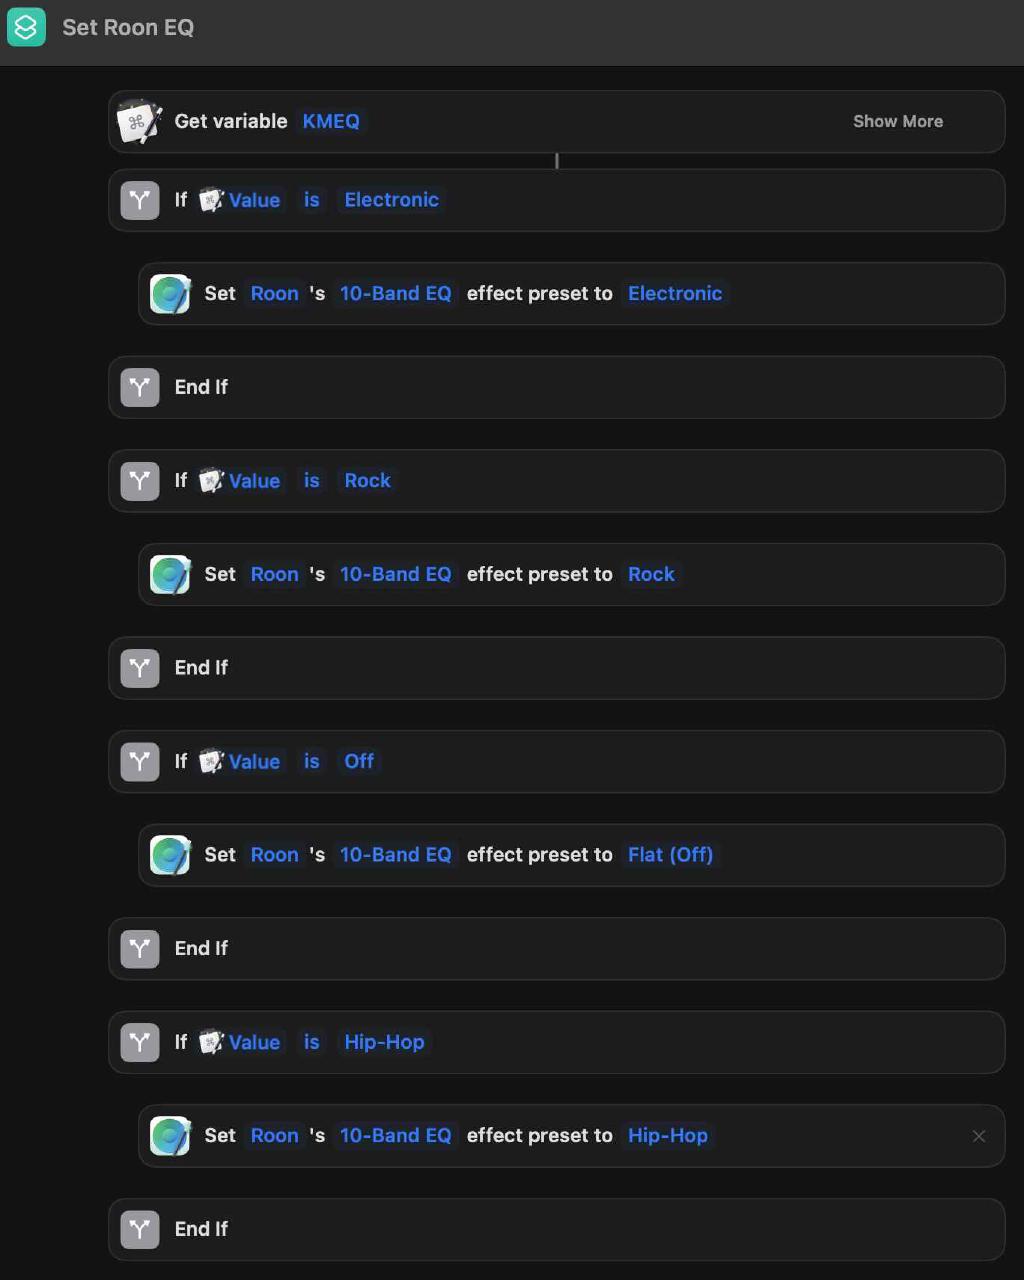 Set Roon EQ
Get variable KMEQ Show More
If Value is Electronic
Set Roon 's 10-Band EQ effect preset to Electronic
End If
If Value is Rock
Set Roon 's 10-Band EQ effect preset to Rock
End If
If Value is Off
Set Roon 's 10-Band EQ effect preset to Flat (Off)
End If
If Value is Hip-Hop
Set Roon 's 10-Band EQ effect preset to Hip-Hop
End If